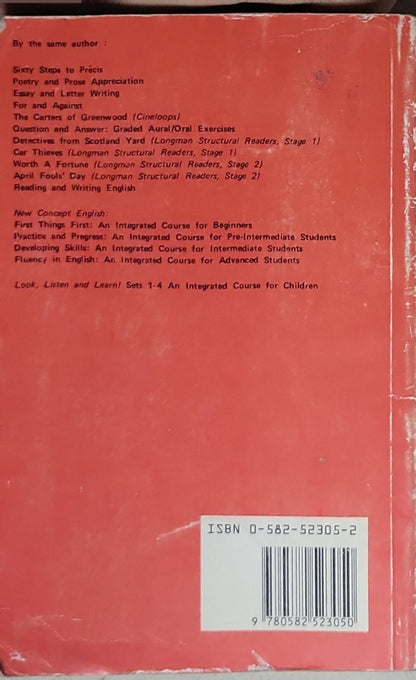 By the same author :
Sixty Steps to Précis
Poetry and Prose Appreciation
Essay and Letter Writing
For and Against
The Carters of Greenwood (Cineloops)
Question and Answer: Graded Aural/Oral Exercises
Detectives from Scotland Yard (Longman Structural Readers, Stage 1)
Car Thieves (Longman Structural Readers, Stage 1)
Worth A Fortune (Longman Structural Readers, Stage 2)
April Fools' Day (Longman Structural Readers, Stage 2)
Reading and Writing English
New Concept English:
First Things First: An Integrated Course for Beginners
Practice and Progress: An Integrated Course for Pre-Intermediate Students
Developing Skills: An Integrated Course for Intermediate Students
Fluency in English: An Integrated Course for Advanced Students
Look, Listen and Learn! Sets 1-4 An Integrated Course for Children
ISBN 0-582-52305-2
9 780582 523050